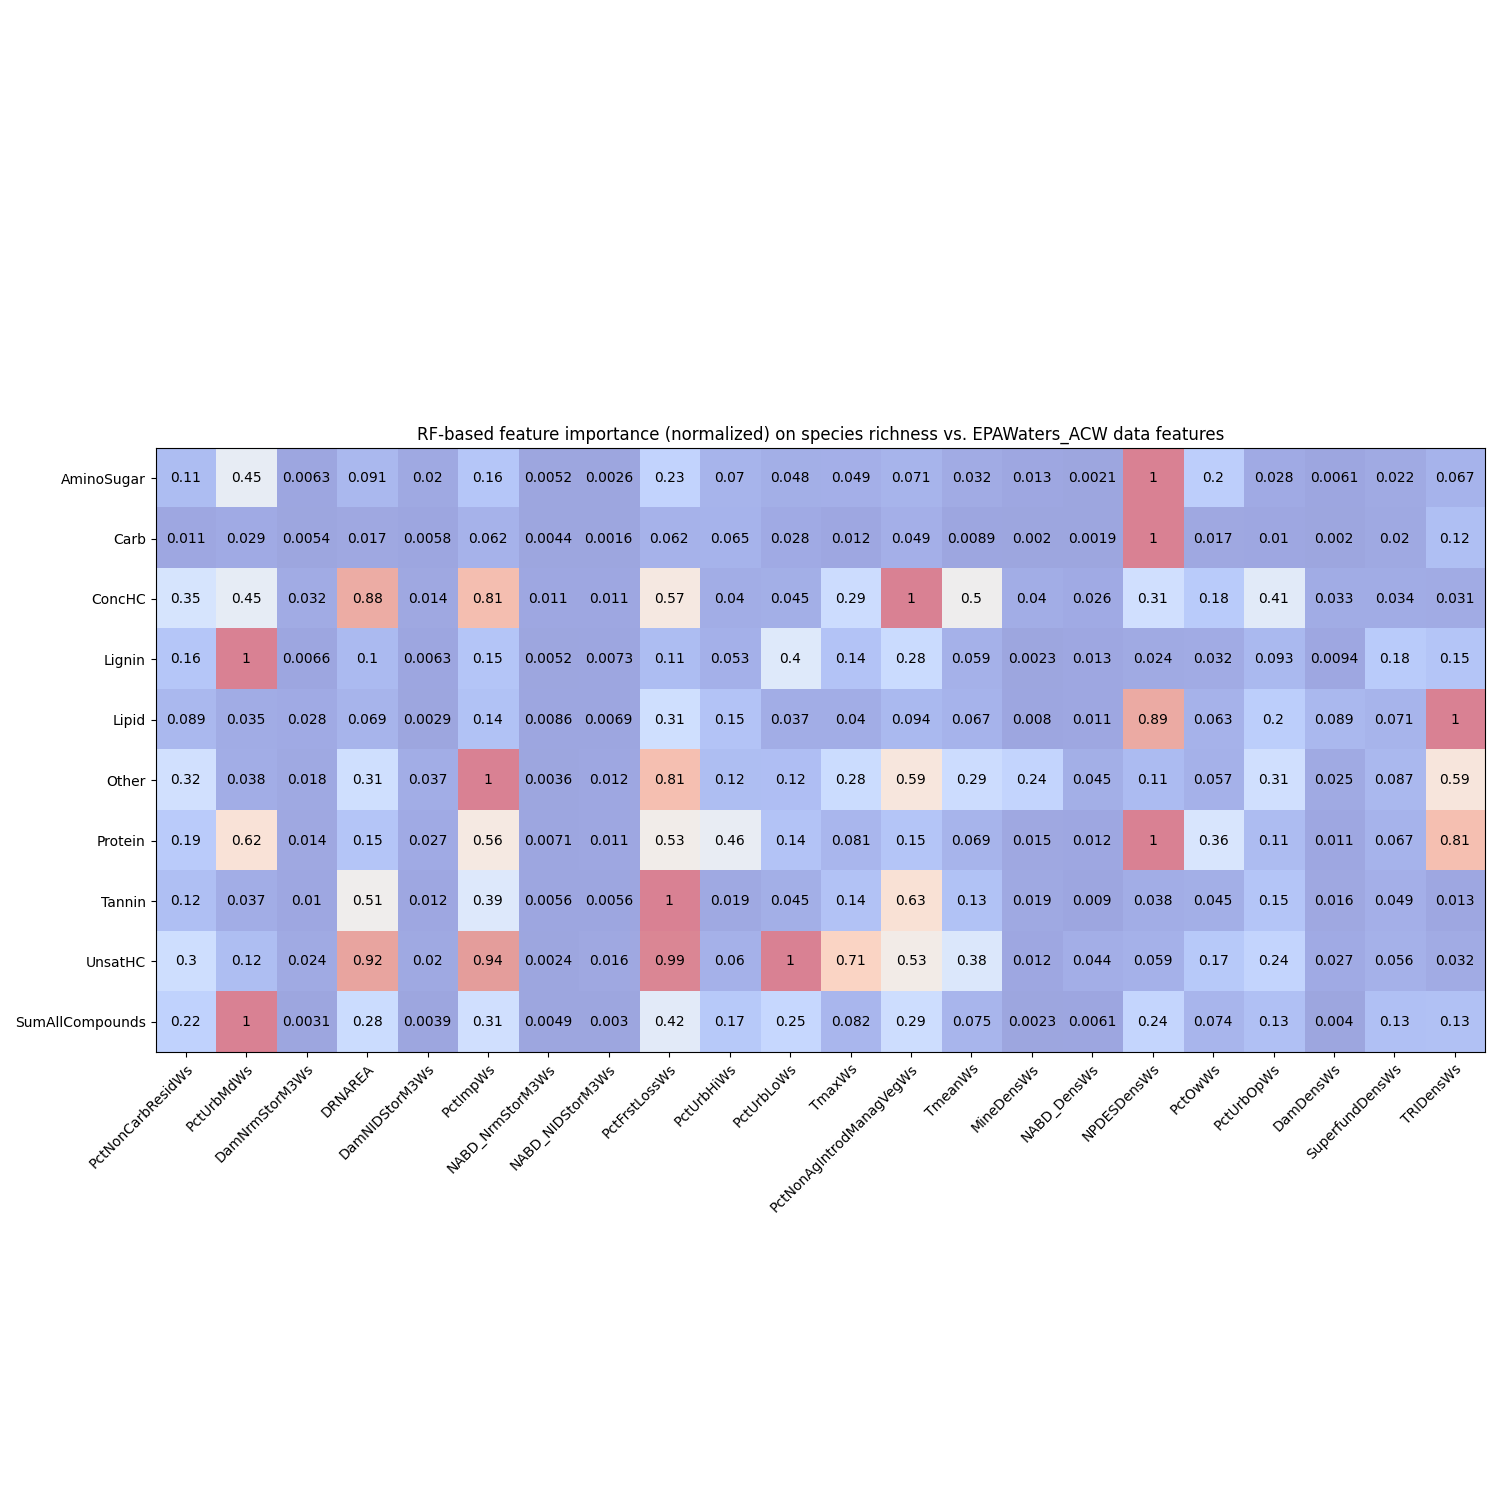 RF-based feature importance (normalized) on species richness vs. EPAWaters_ACW data features
AminoSugar 0.11 0.45 0.0063 0.091 0.02 0.16 0.0052 0.0026 0.23 0.07 0.048 0.049 0.071 0.032 0.013 0.0021 1 0.2 0.028 0.0061 0.022 0.067
Carb 0.011 0.029 0.0054 0.017 0.0058 0.062 0.0044 0.0016 0.062 0.065 0.028 0.012 0.049 0.0089 0.002 0.0019 1 0.017 0.01 0.002 0.02 0.12
ConcHC 0.35 0.45 0.032 0.88 0.014 0.81 0.011 0.011 0.57 0.04 0.045 0.29 1 0.5 0.04 0.026 0.31 0.18 0.41 0.033 0.034 0.031
Lignin 0.16 1 0.0066 0.1 0.0063 0.15 0.0052 0.0073 0.11 0.053 0.4 0.14 0.28 0.059 0.0023 0.013 0.024 0.032 0.093 0.0094 0.18 0.15
Lipid 0.089 0.035 0.028 0.069 0.0029 0.14 0.0086 0.0069 0.31 0.15 0.037 0.04 0.094 0.067 0.008 0.011 0.89 0.063 0.2 0.089 0.071 1
Other 0.32 0.038 0.018 0.31 0.037 1 0.0036 0.012 0.81 0.12 0.12 0.28 0.59 0.29 0.24 0.045 0.11 0.057 0.31 0.025 0.087 0.59
Protein 0.19 0.62 0.014 0.15 0.027 0.56 0.0071 0.011 0.53 0.46 0.14 0.081 0.15 0.069 0.015 0.012 1 0.36 0.11 0.011 0.067 0.81
Tannin 0.12 0.037 0.01 0.51 0.012 0.39 0.0056 0.0056 1 0.019 0.045 0.14 0.63 0.13 0.019 0.009 0.038 0.045 0.15 0.016 0.049 0.013
UnsatHC 0.3 0.12 0.024 0.92 0.02 0.94 0.0024 0.016 0.99 0.06 1 0.71 0.53 0.38 0.012 0.044 0.059 0.17 0.24 0.027 0.056 0.032
SumAllCompounds 0.22 1 0.0031 0.28 0.0039 0.31 0.0049 0.003 0.42 0.17 0.25 0.082 0.29 0.075 0.0023 0.0061 0.24 0.074 0.13 0.004 0.13 0.13
PctNonCarbResidWs
PctUrbMdWs
DamNrmStorM3Ws
DRNAREA
DamNIDStorM3Ws
PctImpWs
NABD_NrmStorM3Ws
NABD_NIDStorM3Ws
PctFrstLossWs
PctUrbHiWs
PctUrbLoWs
TmaxWs
PctNonAgIntrodManagVegWs
TmeanWs
MineDensWs
NABD_DensWs
NPDESDensWs
PctOwWs
PctUrbOpWs
DamDensWs
SuperfundDensWs
TRIDensWs